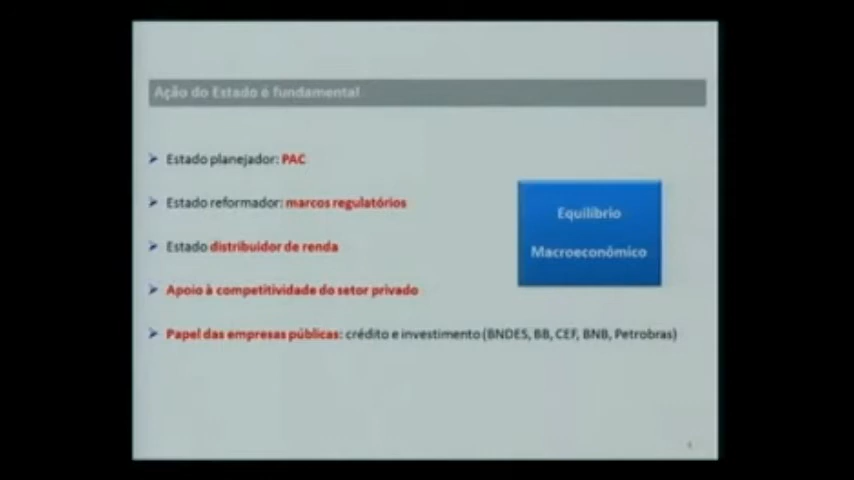 Ação do Estado é fundamental
Estado planejador: PAC
Estado reformador: marcos regulatórios
Estado distribuidor de renda
Apoio à competitividade do setor privado
Papel das empresas públicas: crédito e investimento (BNDES, BB, CEF, BNB, Petrobras)
Equilíbrio
Macroeconômico